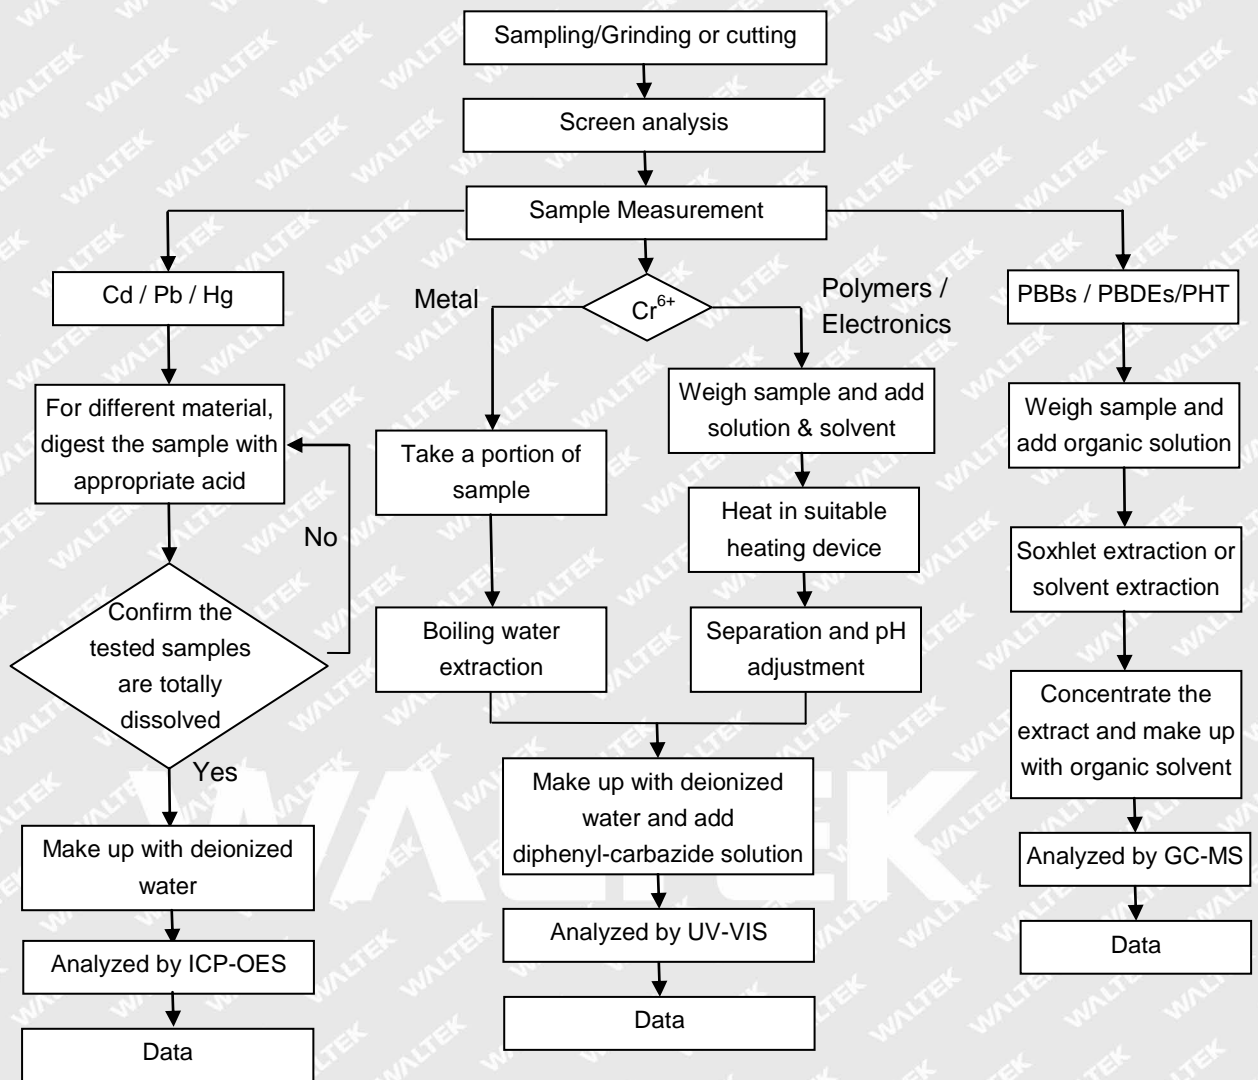 Sampling/Grinding or cutting
Screen analysis
Sample Measurement
Cd / Pb / Hg
For different material,
digest the sample with
appropriate acid
No
Confirm the
tested samples
are totally
dissolved
Yes
Make up with deionized
water
Analyzed by ICP-OES
Data
Metal
Cr6+
Polymers /
Electronics
Take a portion of
sample
Boiling water
extraction
Weigh sample and add
solution & solvent
Heat in suitable
heating device
Separation and pH
adjustment
Make up with deionized
water and add
diphenyl-carbazide solution
Analyzed by UV-VIS
Data
PBBs / PBDEs/PHT
Weigh sample and
add organic solution
Soxhlet extraction or
solvent extraction
Concentrate the
extract and make up
with organic solvent
Analyzed by GC-MS
Data
WALTEK